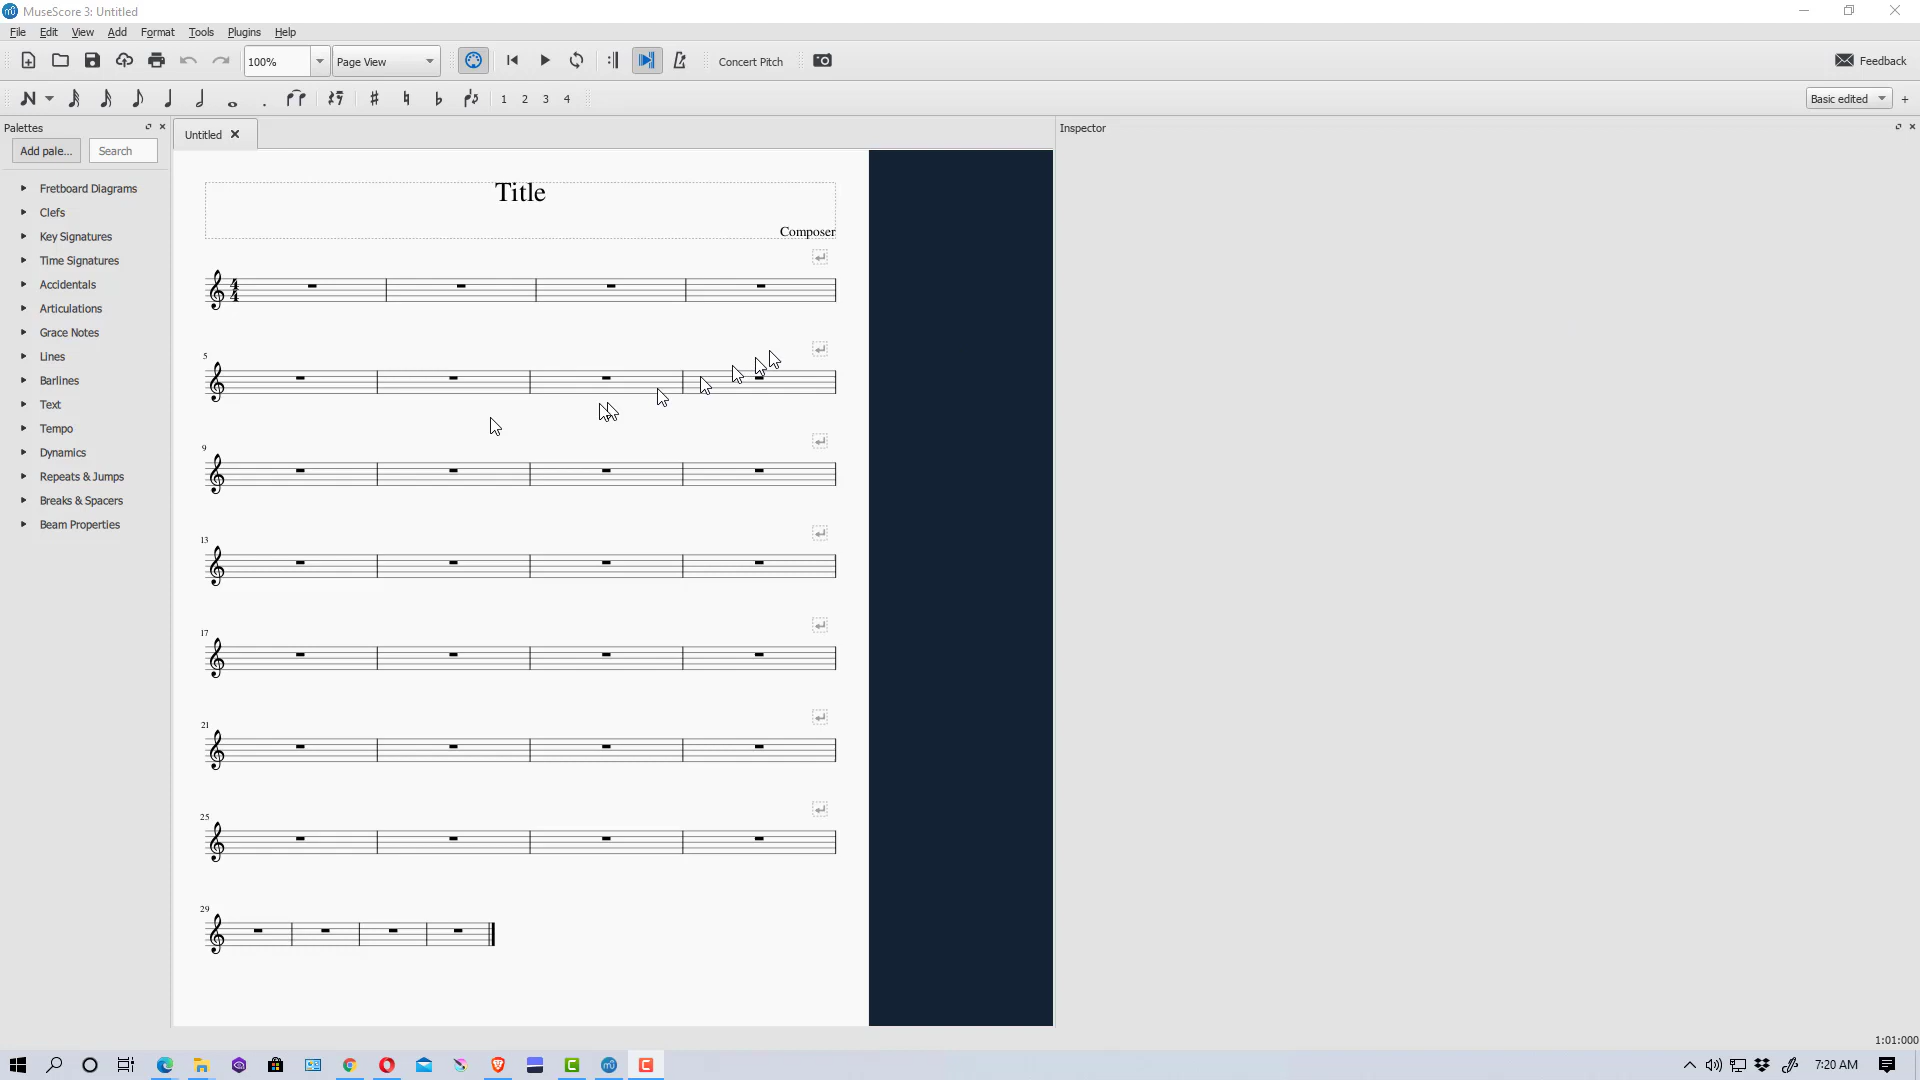 MuseScore 3: Untitled
File Edit View Add Format Tools Plugins Help
100% Page View Concert Pitch Feedback
1 2 3 4 Basic edited +
Palettes
Add pale... Search
Fretboard Diagrams
Clefs
Key Signatures
Time Signatures
Accidentals
Articulations
Grace Notes
Lines
Barlines
Text
Tempo
Dynamics
Repeats & Jumps
Breaks & Spacers
Beam Properties
Untitled
Title
Composer
4
4
5
9
13
17
21
25
29
Inspector
1:01:000
7:20 AM